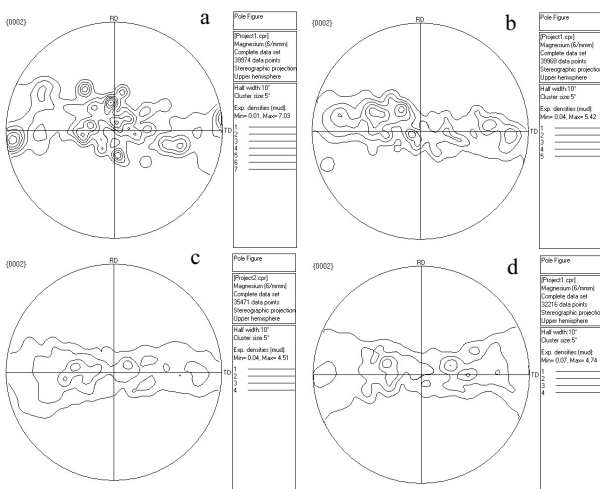 a
{0002}
RD
TD
Pole Figure
[Project1.cpr]
Magnesium (6/mmm)
Complete data set
39974 data points
Stereographic projection
Upper hemisphere
Half width:10°
Cluster size:5°
Exp. densities (mud):
Min= 0.01, Max= 7.03
1
2
3
4
5
6
7
b
{0002}
RD
TD
Pole Figure
[Project1.cpr]
Magnesium (6/mmm)
Complete data set
39968 data points
Stereographic projectio
Upper hemisphere
Half width:10°
Cluster size:5°
Exp. densities (mud):
Min= 0.04, Max= 5.42
1
2
3
4
5
c
{0002}
RD
TD
Pole Figure
[Project2.cpr]
Magnesium (6/mmm)
Complete data set
35471 data points
Stereographic projection
Upper hemisphere
Half width:10°
Cluster size:5°
Exp. densities (mud):
Min= 0.04, Max= 4.51
1
2
3
4
d
{0002}
RD
TD
Pole Figure
[Project1.cpr]
Magnesium (6/mmm)
Complete data set
32216 data points
Stereographic projectio
Upper hemisphere
Half width:10°
Cluster size:5°
Exp. densities (mud):
Min= 0.07, Max= 4.74
1
2
3
4